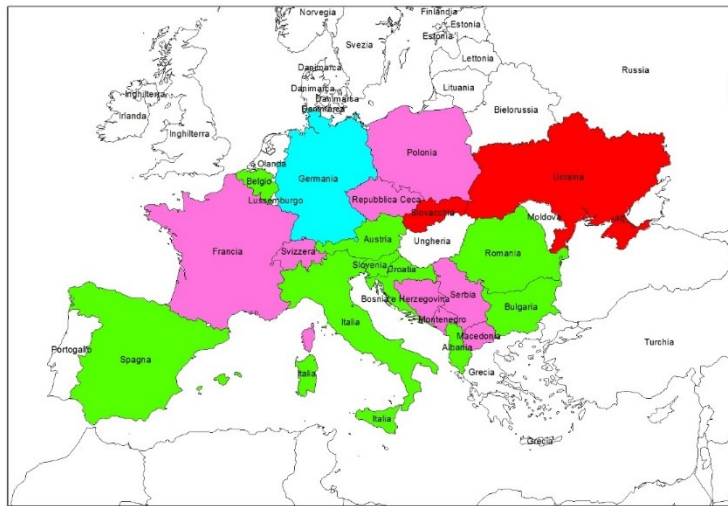 Norvegia
Finlandia
Estonia
Estonia
Svezia
Lettonia
Russia
Danimarca
Lituania
Danimarca
Danimarca
Danimarca
Inghilterra
Irlanda
Bielorussia
Inghilterra
Olanda
Polonia
Germania
Ucraina
Belgio
Lussemburgo
Repubblica Ceca
Slovacchia
Moldova
Francia
Svizzera
Austria
Ungheria
Romania
Slovenia
Croatia
Bosnia e Herzegovina
Serbia
Bulgaria
Montenegro
Italia
Macedonia
Albania
Portogallo
Spagna
Turchia
Italia
Grecia
Italia
Grecia